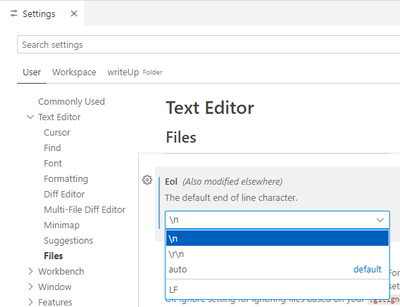 Settings
Search settings
User Workspace writeUp Folder
Commonly Used
Text Editor
Cursor
Find
Font
Formatting
Diff Editor
Multi-File Diff Editor
Minimap
Suggestions
Files
Workbench
Window
Features
Text Editor
Files
Eol (Also modified elsewhere)
The default end of line character.
\n
\n
\r\n
auto default
LF